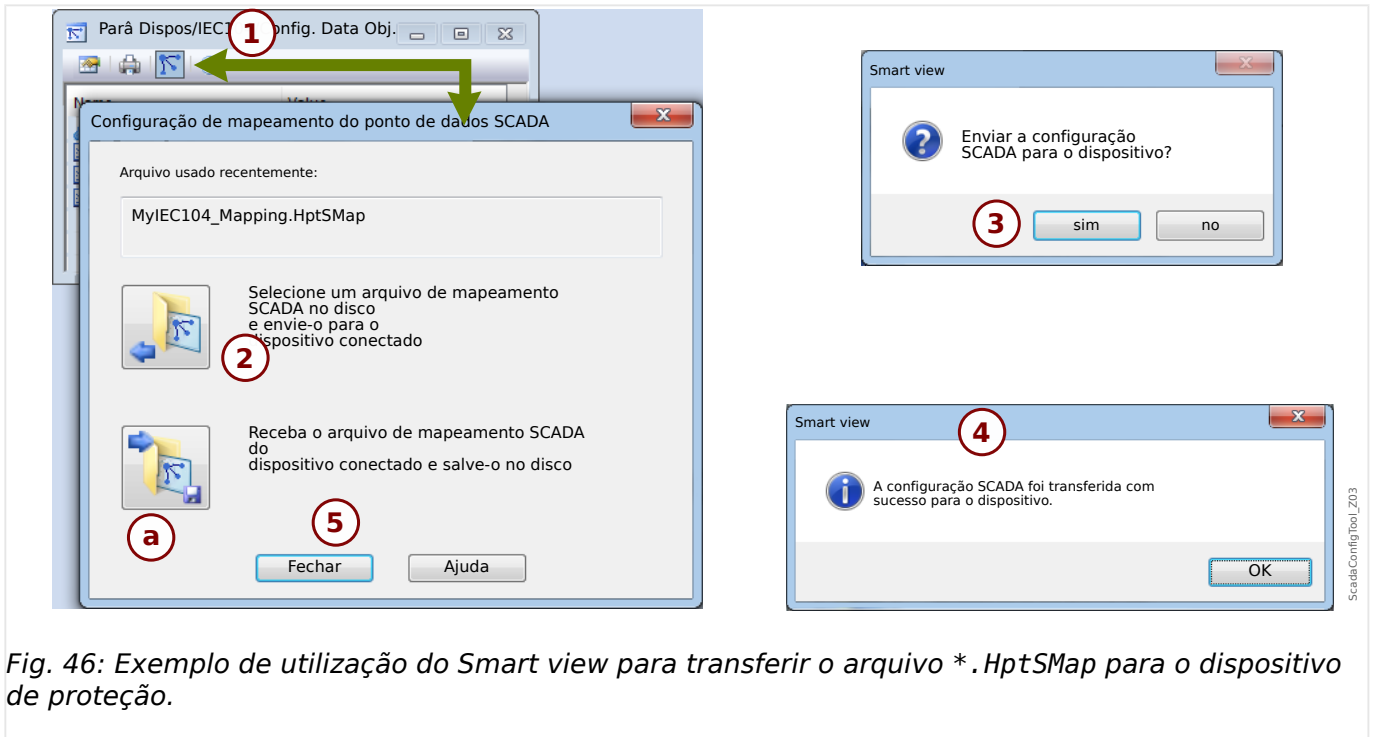 Parâ Dispos/IEC1 onfig. Data Obj.
1
Name Value
Configuração de mapeamento do ponto de dados SCADA
Arquivo usado recentemente:
MyIEC104_Mapping.HptSMap
Selecione um arquivo de mapeamento
SCADA no disco
e envie-o para o
dispositivo conectado
2
Receba o arquivo de mapeamento SCADA
do
dispositivo conectado e salve-o no disco
a
5
Fechar
Ajuda
Smart view
Enviar a configuração
SCADA para o dispositivo?
3
sim
no
Smart view
4
A configuração SCADA foi transferida com
sucesso para o dispositivo.
OK
ScadaConfigTool_Z03
Fig. 46: Exemplo de utilização do Smart view para transferir o arquivo *.HptSMap para o dispositivo
de proteção.